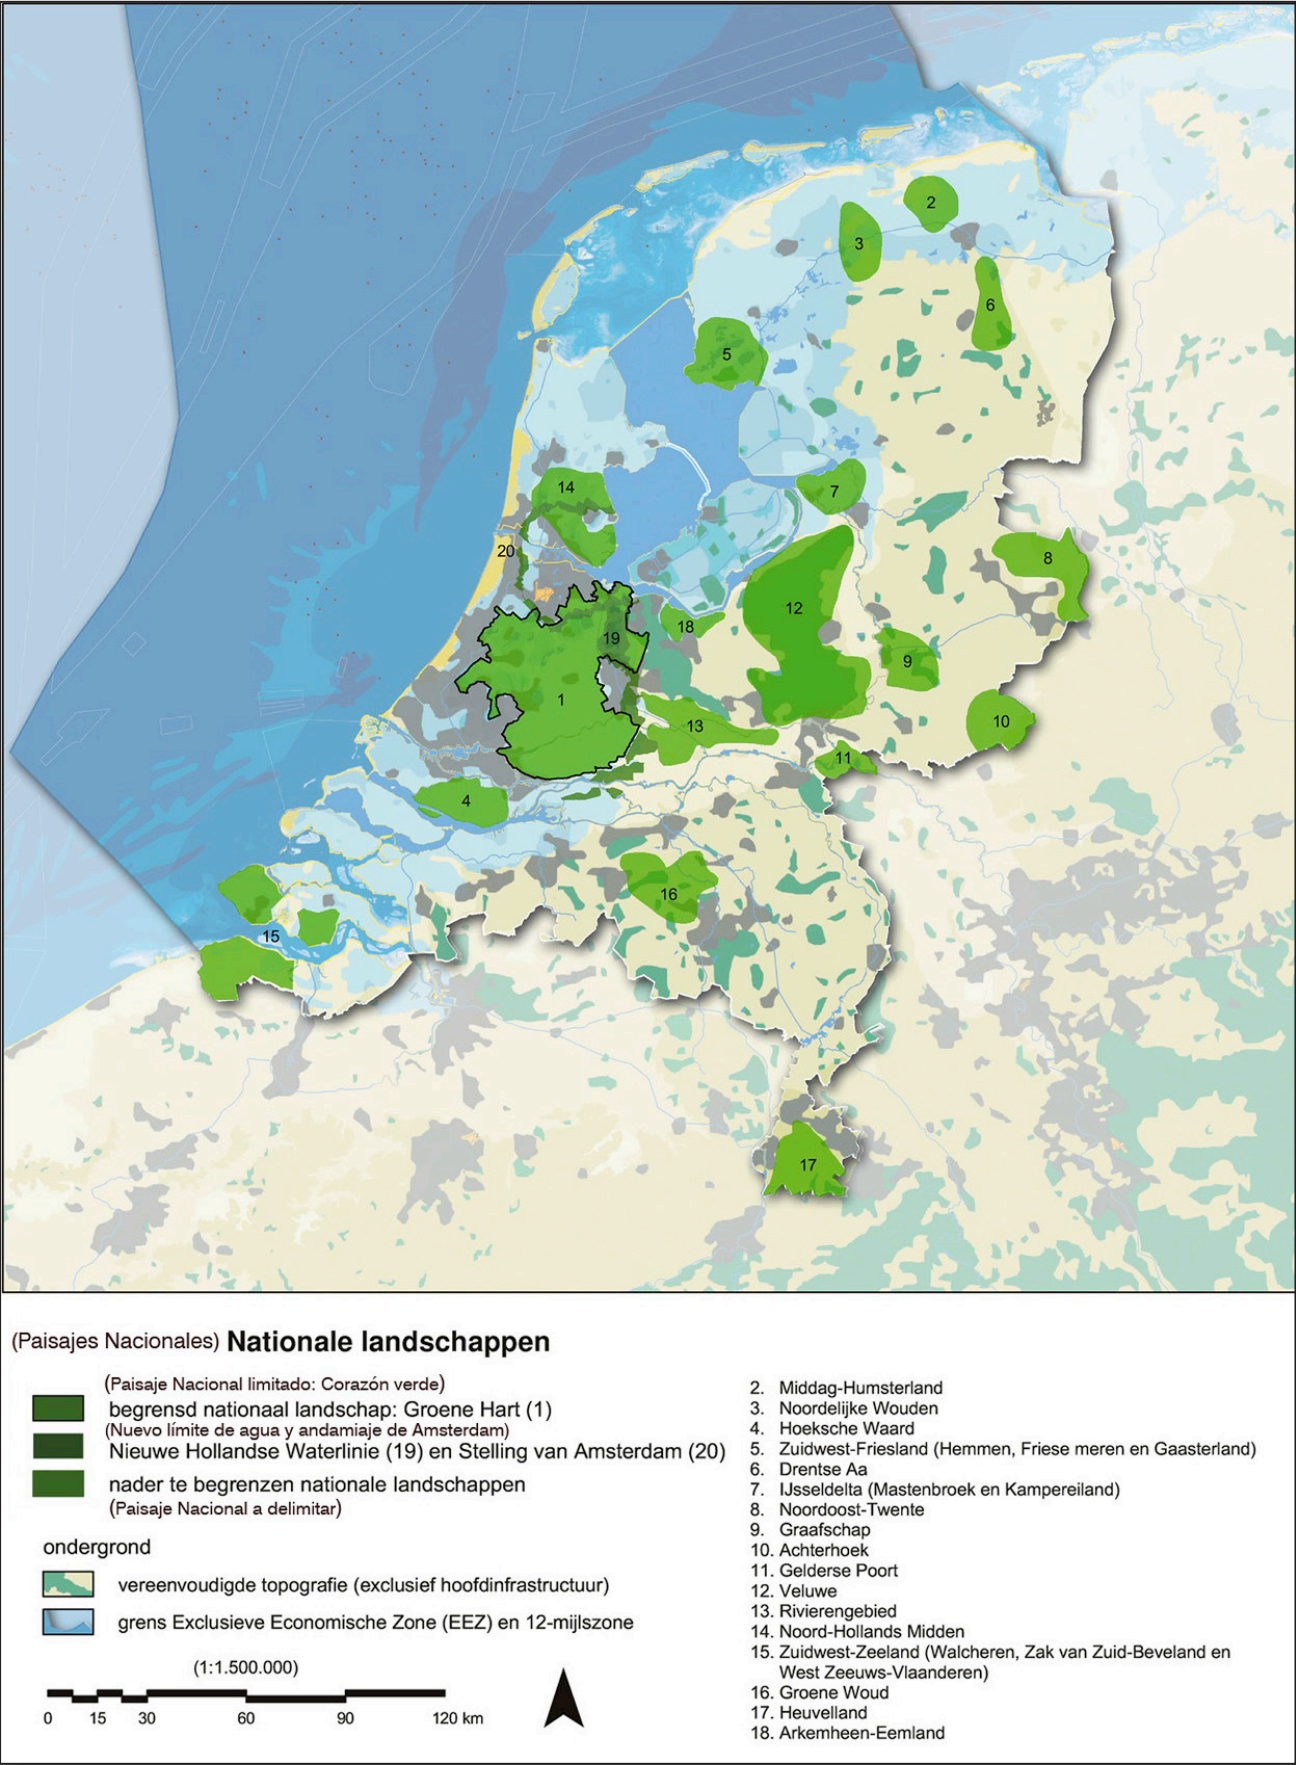 2
3
6
5
14
7
20
8
12
19
18
9
1
10
13
11
4
16
15
17
(Paisajes Nacionales) Nationale landschappen
(Paisaje Nacional limitado: Corazón verde)
begrensd nationaal landschap: Groene Hart (1)
(Nuevo límite de agua y andamiaje de Amsterdam)
Nieuwe Hollandse Waterlinie (19) en Stelling van Amsterdam (20)
nader te begrenzen nationale landschappen
(Paisaje Nacional a delimitar)
ondergrond
vereenvoudigde topografie (exclusief hoofdinfrastructuur)
grens Exclusieve Economische Zone (EEZ) en 12-mijlszone
(1:1.500.000)
0 15 30 60 90 120 km
2. Middag-Humsterland
3. Noordelijke Wouden
4. Hoeksche Waard
5. Zuidwest-Friesland (Hemmen, Friese meren en Gaasterland)
6. Drentse Aa
7. IJsseldelta (Mastenbroek en Kampereiland)
8. Noordoost-Twente
9. Graafschap
10. Achterhoek
11. Gelderse Poort
12. Veluwe
13. Rivierengebied
14. Noord-Hollands Midden
15. Zuidwest-Zeeland (Walcheren, Zak van Zuid-Beveland en
West Zeeuws-Vlaanderen)
16. Groene Woud
17. Heuvelland
18. Arkemheen-Eemland